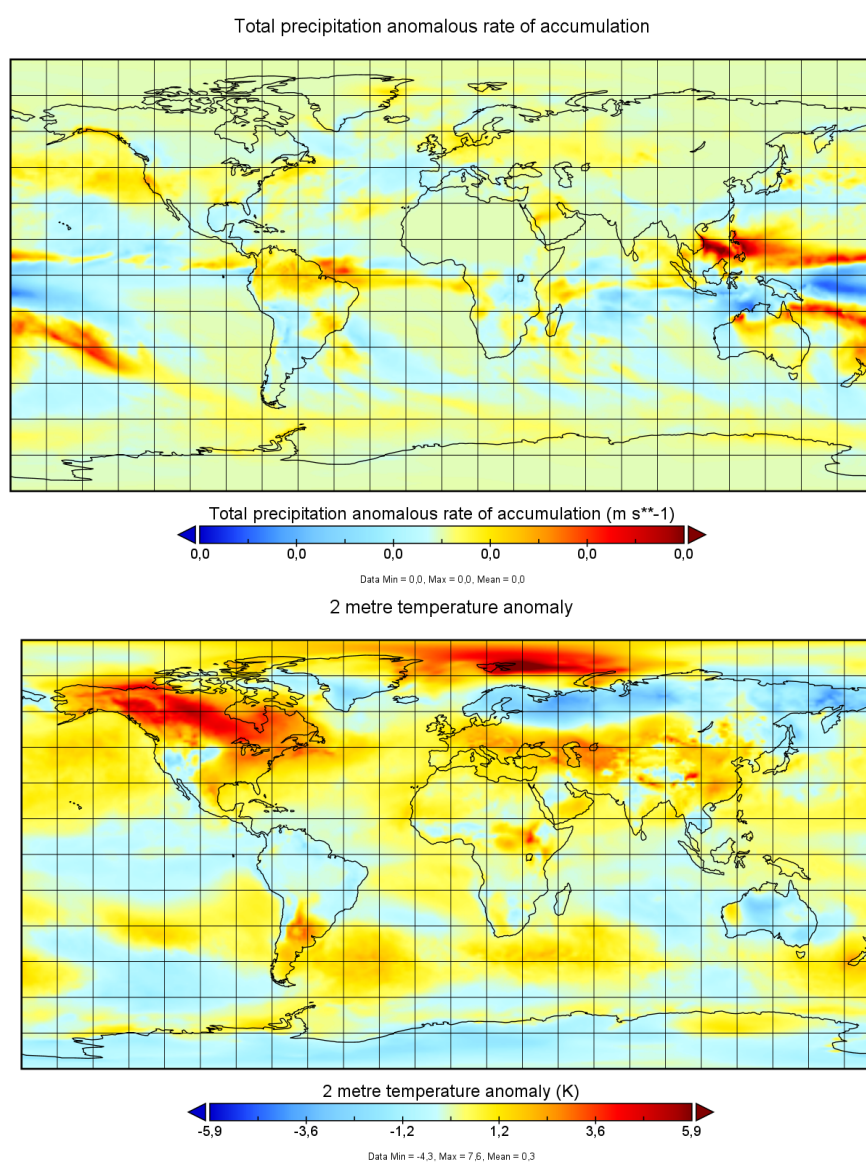 Total precipitation anomalous rate of accumulation
Total precipitation anomalous rate of accumulation (m s**-1)
0,0 0,0 0,0 0,0 0,0 0,0
Data Min = 0,0, Max = 0,0, Mean = 0,0
2 metre temperature anomaly
2 metre temperature anomaly (K)
-5,9 -3,6 -1,2 1,2 3,6 5,9
Data Min = -4,3, Max = 7,6, Mean = 0,3